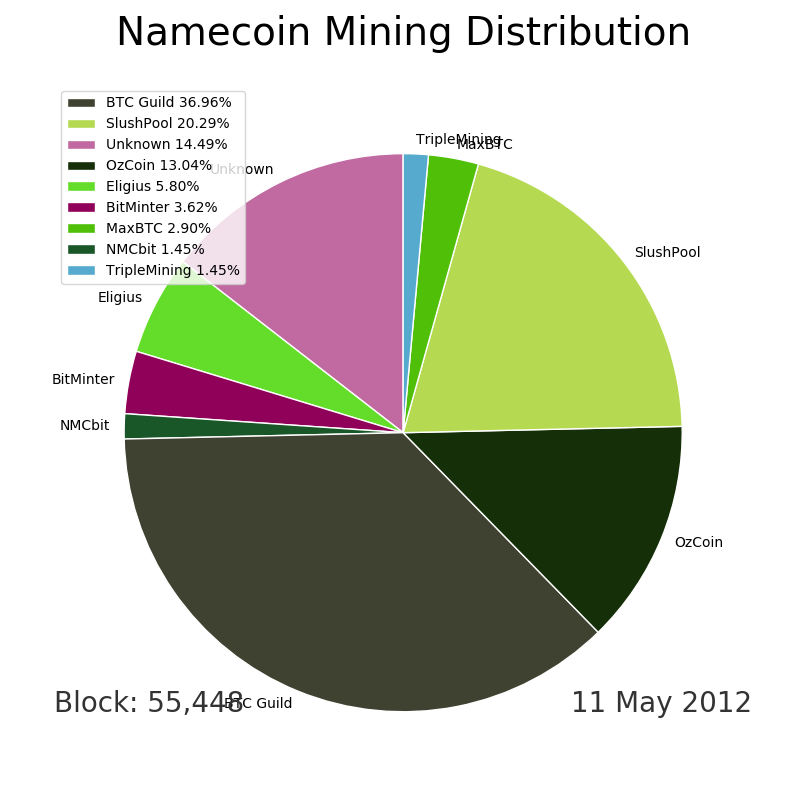 Namecoin Mining Distribution
BTC Guild 36.96%
SlushPool 20.29%
Unknown 14.49%
OzCoin 13.04%
Eligius 5.80%
BitMinter 3.62%
MaxBTC 2.90%
NMCbit 1.45%
TripleMining 1.45%
TripleMining
MaxBTC
Unknown
SlushPool
Eligius
BitMinter
NMCbit
OzCoin
BTC Guild
Block: 55,448
11 May 2012